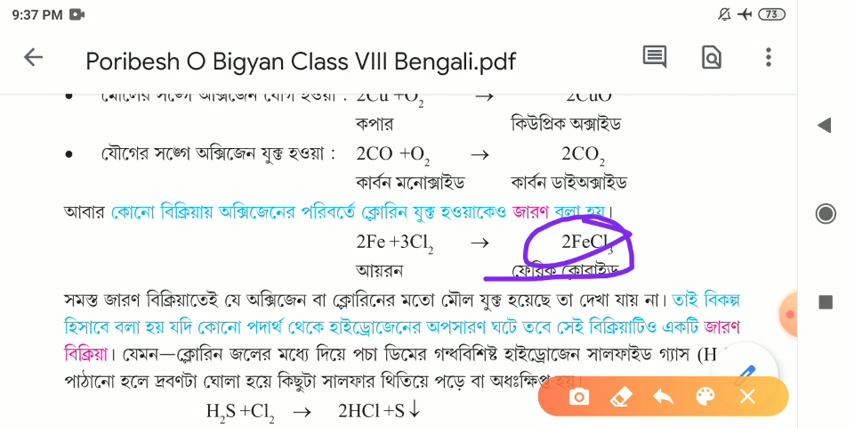 9:37 PM 73
Poribesh O Bigyan Class VIII Bengali.pdf
• মৌলের সঙ্গে অক্সিজেন যোগ হওয়া : 2Cu +O₂ → 2CuO
কপার কিউপ্রিক অক্সাইড
• যৌগের সঙ্গে অক্সিজেন যুক্ত হওয়া : 2CO +O₂ → 2CO₂
কার্বন মনোক্সাইড কার্বন ডাইঅক্সাইড
আবার কোনো বিক্রিয়ায় অক্সিজেনের পরিবর্তে ক্লোরিন যুক্ত হওয়াকেও জারণ বলা হয়।
2Fe +3Cl₂ → 2FeCl₃
আয়রন ফেরিক ক্লোরাইড
সমস্ত জারণ বিক্রিয়াতেই যে অক্সিজেন বা ক্লোরিনের মতো মৌল যুক্ত হয়েছে তা দেখা যায় না। তাই বিকল্প
হিসাবে বলা হয় যদি কোনো পদার্থ থেকে হাইড্রোজেনের অপসারণ ঘটে তবে সেই বিক্রিয়াটিও একটি জারণ
বিক্রিয়া। যেমন—ক্লোরিন জলের মধ্যে দিয়ে পচা ডিমের গন্ধবিশিষ্ট হাইড্রোজেন সালফাইড গ্যাস (H
পাঠানো হলে দ্রবণটা ঘোলা হয়ে কিছুটা সালফার থিতিয়ে পড়ে বা অধঃক্ষিপ্ত হয়।
H₂S +Cl₂ → 2HCl +S↓